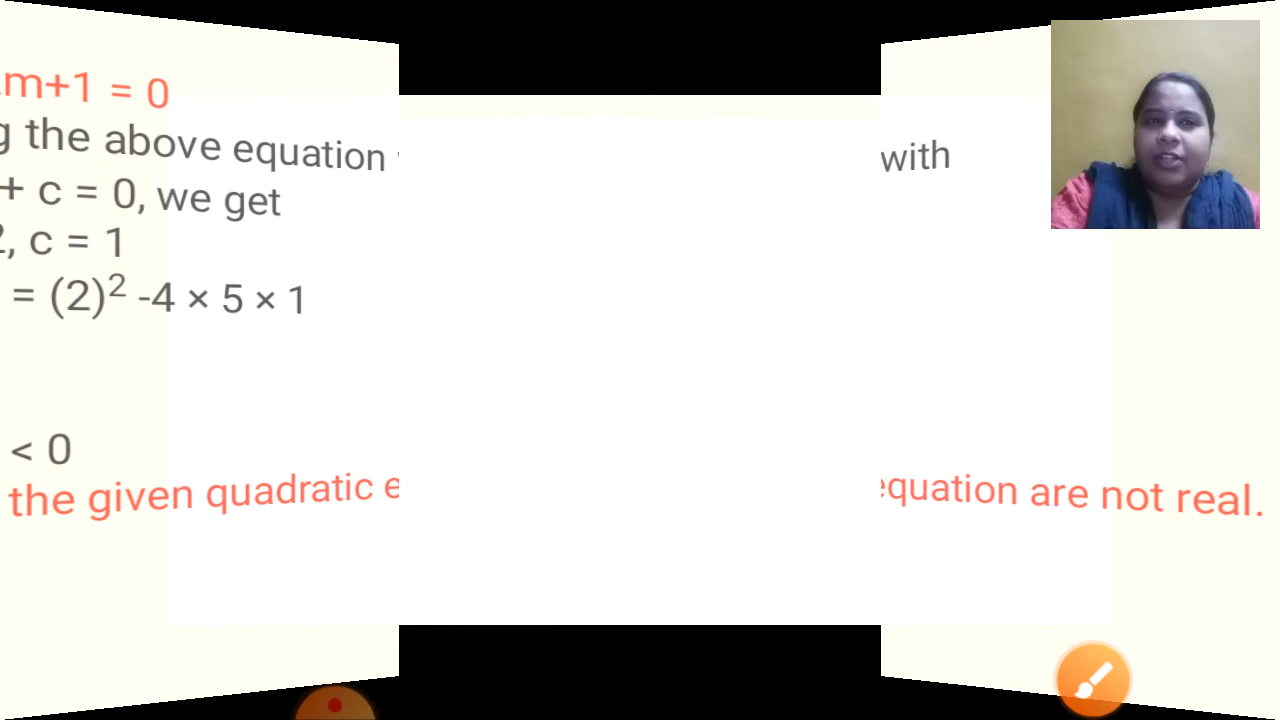 m+1 = 0
the above equation with
+ c = 0, we get
, c = 1
= (2)² -4 × 5 × 1
< 0
the given quadratic equation are not real.